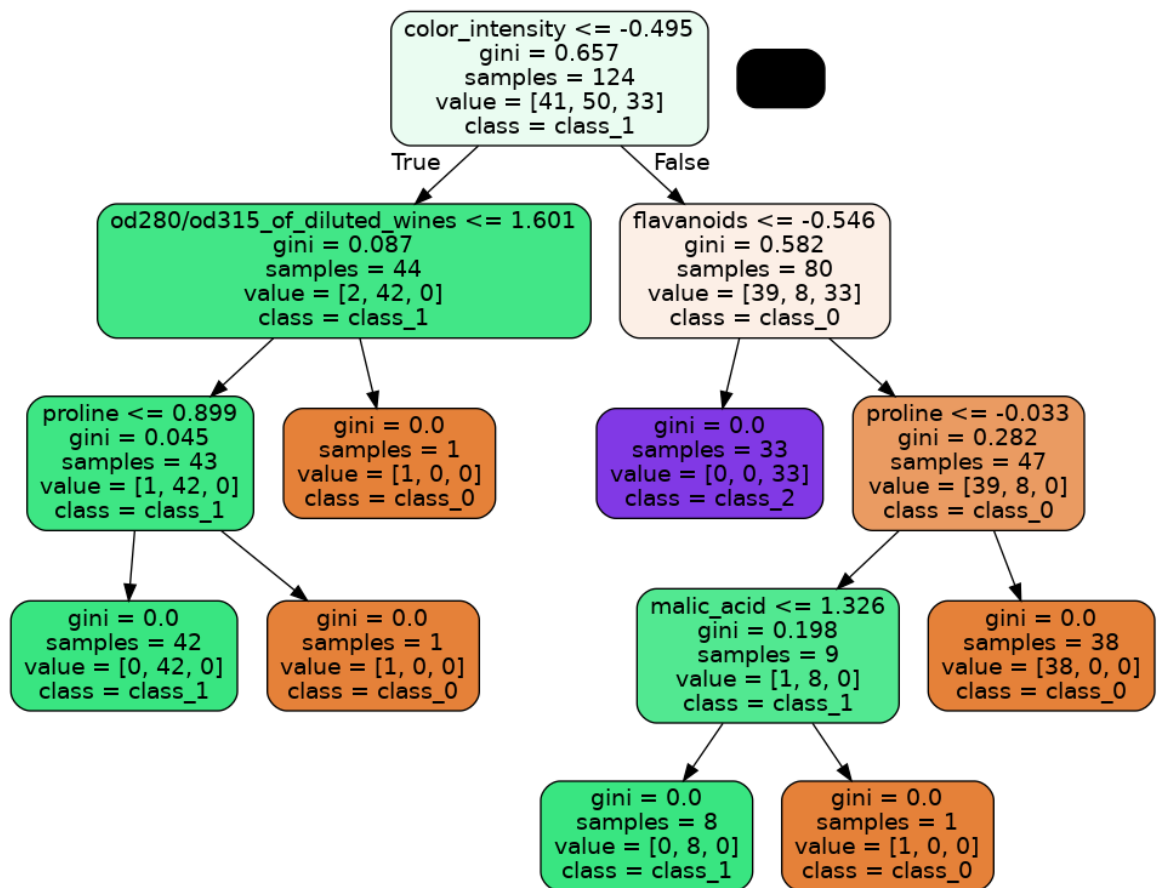 color_intensity <= -0.495
gini = 0.657
samples = 124
value = [41, 50, 33]
class = class_1
True
False
od280/od315_of_diluted_wines <= 1.601
gini = 0.087
samples = 44
value = [2, 42, 0]
class = class_1
flavanoids <= -0.546
gini = 0.582
samples = 80
value = [39, 8, 33]
class = class_0
proline <= 0.899
gini = 0.045
samples = 43
value = [1, 42, 0]
class = class_1
gini = 0.0
samples = 1
value = [1, 0, 0]
class = class_0
gini = 0.0
samples = 33
value = [0, 0, 33]
class = class_2
proline <= -0.033
gini = 0.282
samples = 47
value = [39, 8, 0]
class = class_0
gini = 0.0
samples = 42
value = [0, 42, 0]
class = class_1
gini = 0.0
samples = 1
value = [1, 0, 0]
class = class_0
malic_acid <= 1.326
gini = 0.198
samples = 9
value = [1, 8, 0]
class = class_1
gini = 0.0
samples = 38
value = [38, 0, 0]
class = class_0
gini = 0.0
samples = 8
value = [0, 8, 0]
class = class_1
gini = 0.0
samples = 1
value = [1, 0, 0]
class = class_0